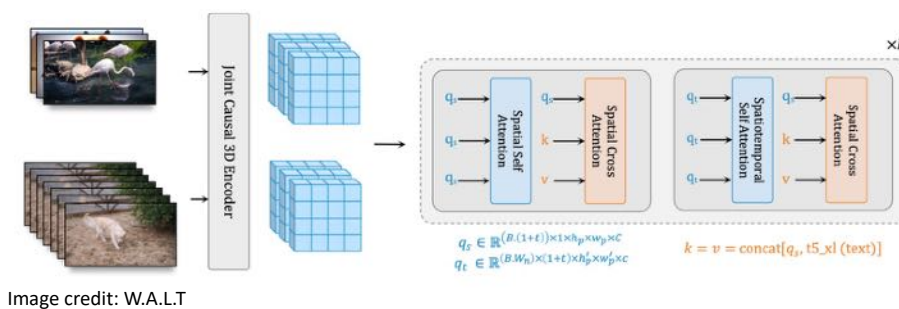 Joint Causal 3D Encoder
q_s
q_s
q_s
Spatial Self
Attention
q_s
k
v
Spatial Cross
Attention
q_t
q_t
q_t
Spatiotemporal
Self Attention
q_s
k
v
Spatial Cross
Attention
q_s ∈ ℝ^(B.(1+t))×1×h_p×w_p×C
q_t ∈ ℝ^(B.W_n)×(1+t)×h'_p×w'_p×c
k = v = concat[q_s, t5_xl (text)]
Image credit: W.A.L.T